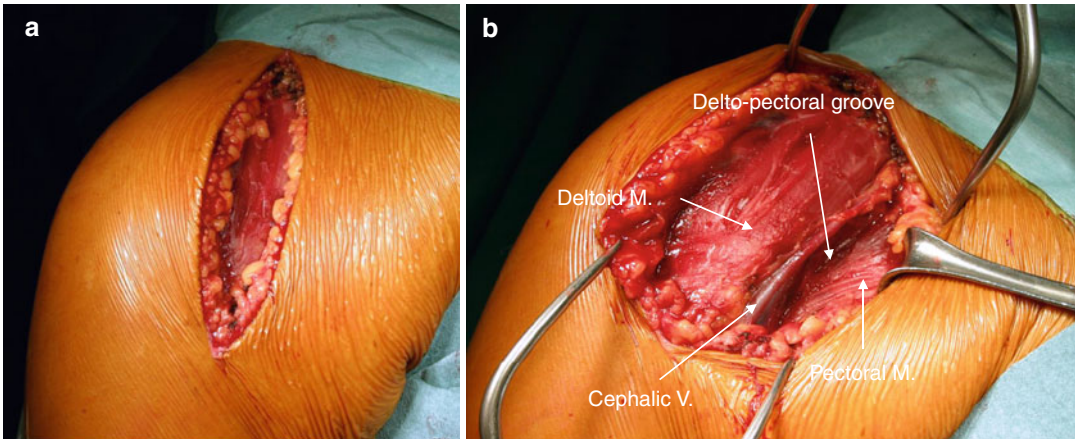 a
b
Delto-pectoral groove
Deltoid M.
Pectoral M.
Cephalic V.